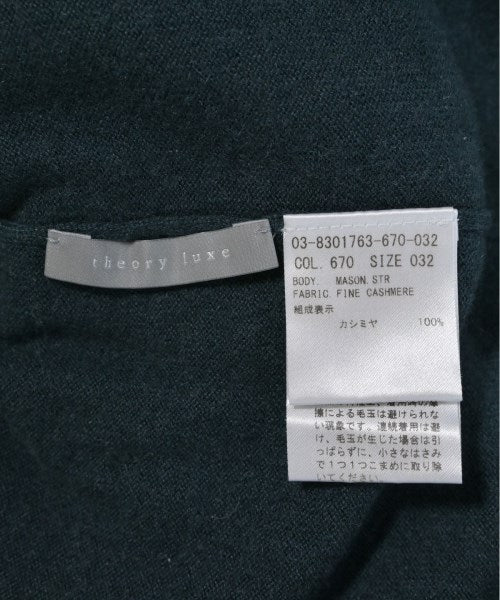 theory luxe
03-8301763-670-032
COL. 670 SIZE 032
BODY. MASON.STR
FABRIC.FINE CASHMERE
組成表示
カシミヤ 100%
擦による毛玉は避けられな
い現象です。連続着用は避
け、毛玉が生じた場合は引
っぱらずに、小さなはさみ
で1つ1つこまめに取り除
いてください。